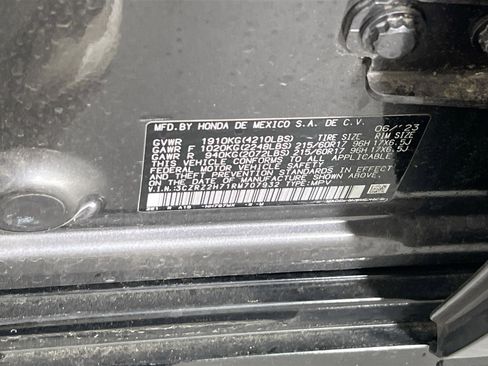 MFD.BY HONDA DE MEXICO S.A. DE C.V. 06/'23
GVWR 1910KG(4210LBS) TIRE SIZE RIM SIZE
GAWR F 1020KG(2248LBS) 215/60R17 96H 17X6.5J
GAWR R 940KG(2072LBS) 215/60R17 96H 17X6.5J
THIS VEHICLE CONFORMS TO ALL APPLICABLE
FEDERAL MOTOR VEHICLE SAFETY AND THEFT
PREVENTION STANDARDS IN EFFECT ON THE DATE OF
MANUFACTURE SHOWN ABOVE.
V.I.N.:3CZRZ2H71RM707932 TYPE:MPV